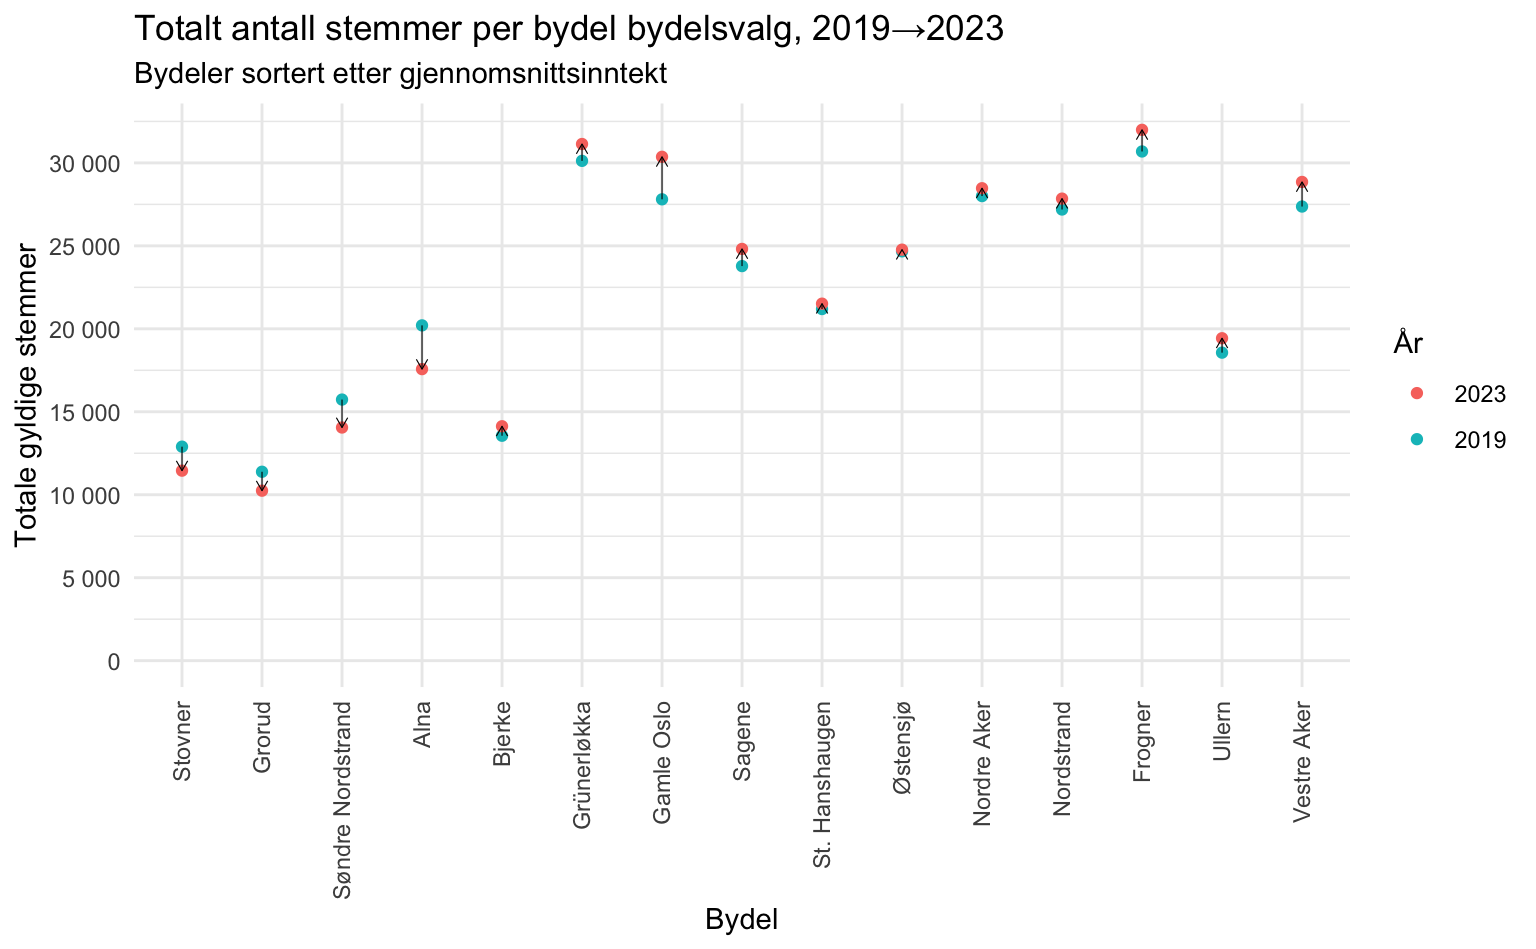 Totalt antall stemmer per bydel bydelsvalg, 2019→2023
Bydeler sortert etter gjennomsnittsinntekt
Totale gyldige stemmer
30 000
25 000
20 000
15 000
10 000
5 000
0
Stovner
Grorud
Søndre Nordstrand
Alna
Bjerke
Grünerløkka
Gamle Oslo
Sagene
St. Hanshaugen
Østensjø
Nordre Aker
Nordstrand
Frogner
Ullern
Vestre Aker
Bydel
År
2023
2019